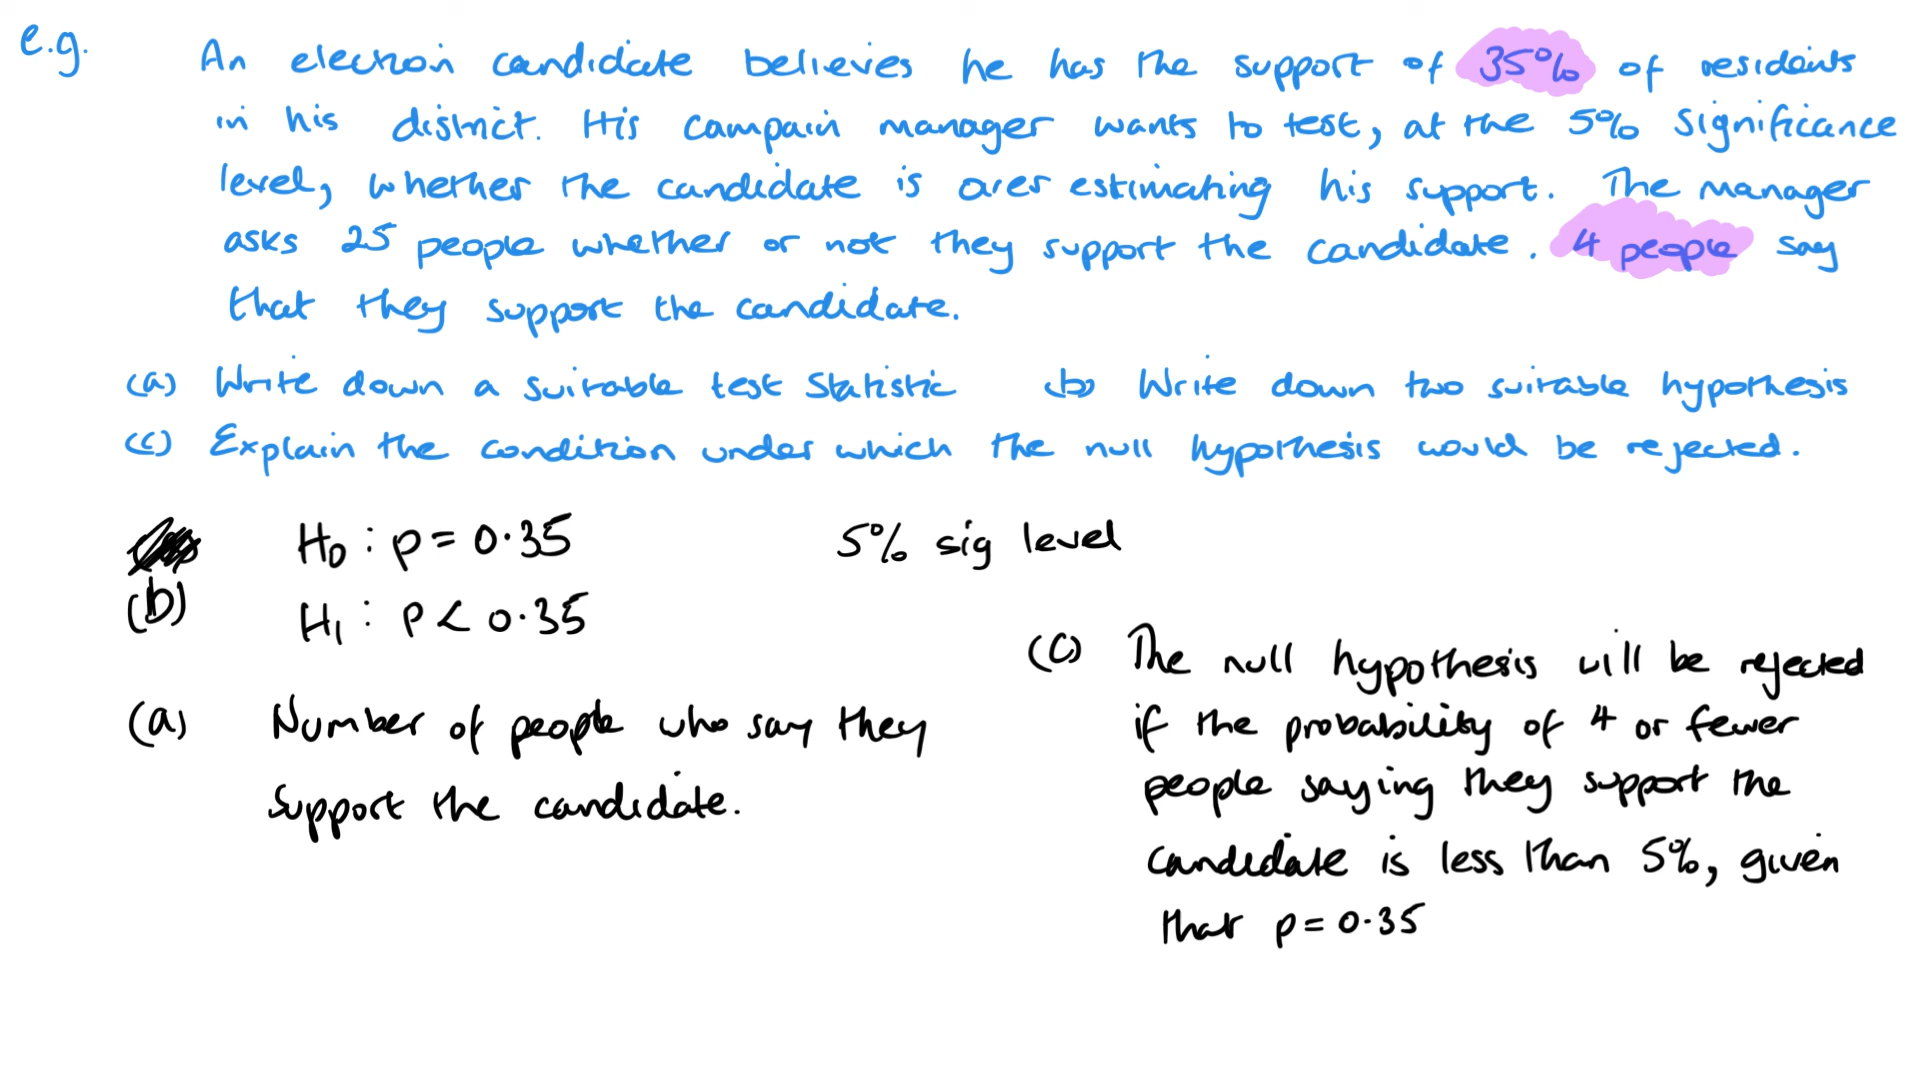 e.g. An election candidate believes he has the support of 35% of residents
in his district. His campain manager wants to test, at the 5% significance
level, whether the candidate is over estimating his support. The manager
asks 25 people whether or not they support the candidate. 4 people say
that they support the candidate.
(a) Write down a suitable test statistic (b) Write down two suitable hypothesis
(c) Explain the condition under which the null hypothesis would be rejected.
H₀ : p = 0.35 5% sig level
(b) H₁ : p < 0.35
(a) Number of people who say they
support the candidate.
(c) The null hypothesis will be rejected
if the probability of 4 or fewer
people saying they support the
candidate is less than 5%, given
that p = 0.35